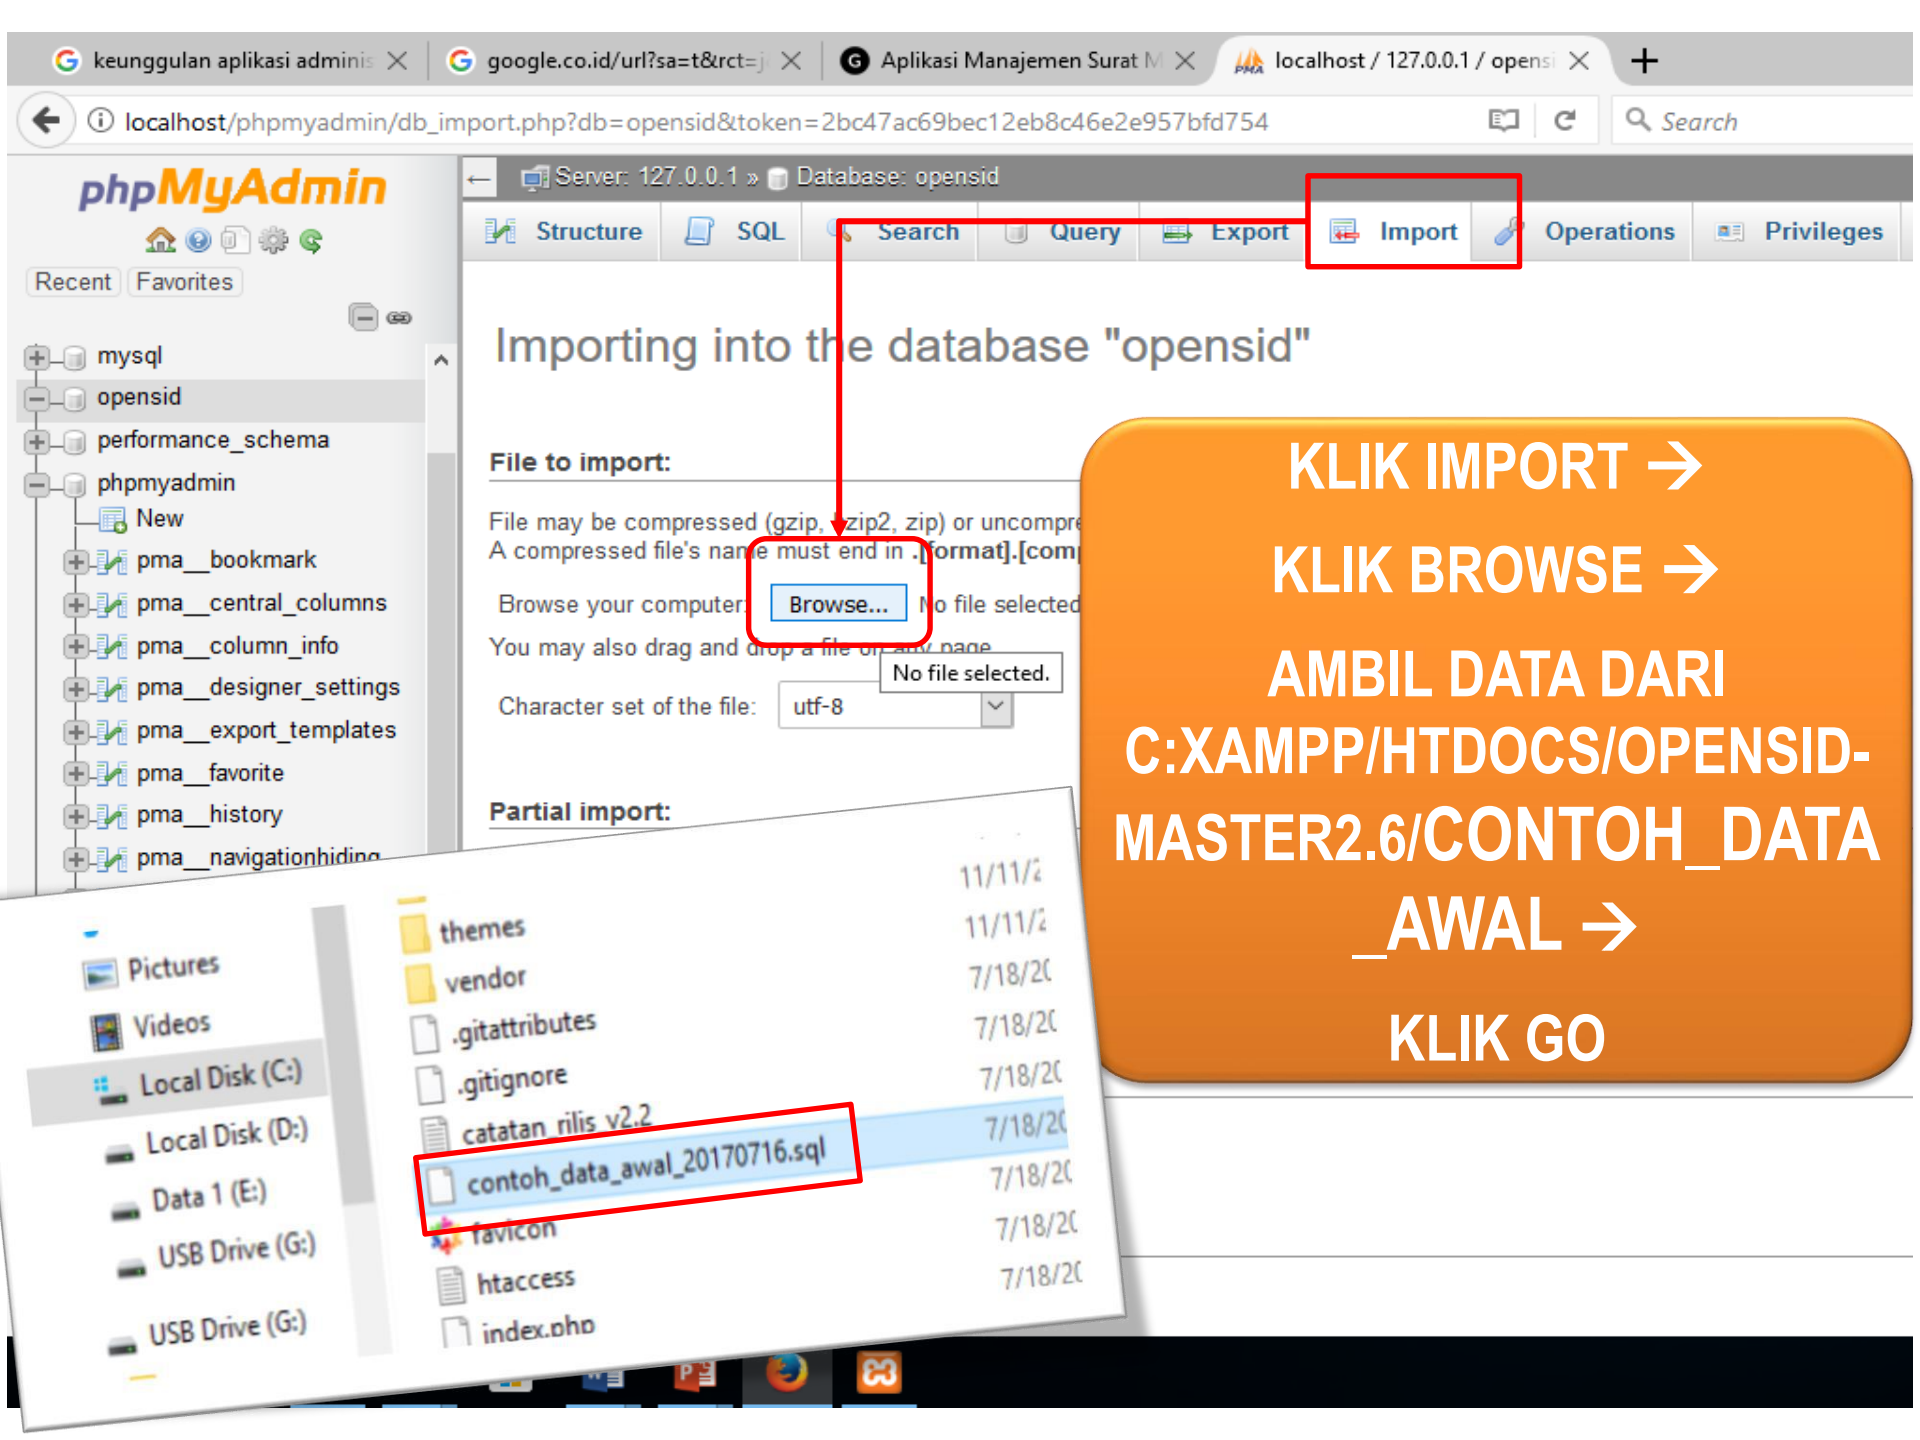 keunggulan aplikasi adminis
google.co.id/url?sa=t&rct=j
Aplikasi Manajemen Surat M
localhost / 127.0.0.1 / opensi
localhost/phpmyadmin/db_import.php?db=opensid&token=2bc47ac69bec12eb8c46e2e957bfd754
Search
phpMyAdmin
Recent Favorites
mysql
opensid
performance_schema
phpmyadmin
New
pma__bookmark
pma__central_columns
pma__column_info
pma__designer_settings
pma__export_templates
pma__favorite
pma__history
pma__navigationhiding
Server: 127.0.0.1 » Database: opensid
Structure SQL Search Query Export Import Operations Privileges
Importing into the database "opensid"
File to import:
File may be compressed (gzip, bzip2, zip) or uncompre
A compressed file's name must end in .[format].[com
Browse your computer: Browse... No file selected
You may also drag and drop a file on any page
No file selected.
Character set of the file: utf-8
Partial import:
KLIK IMPORT →
KLIK BROWSE →
AMBIL DATA DARI
C:XAMPP/HTDOCS/OPENSID-
MASTER2.6/CONTOH_DATA
_AWAL →
KLIK GO
Pictures
Videos
Local Disk (C:)
Local Disk (D:)
Data 1 (E:)
USB Drive (G:)
USB Drive (G:)
11/11/2
themes 11/11/2
vendor 7/18/20
.gitattributes 7/18/20
.gitignore 7/18/20
catatan_rilis_v2.2 7/18/20
contoh_data_awal_20170716.sql 7/18/20
favicon 7/18/20
htaccess 7/18/20
index.php